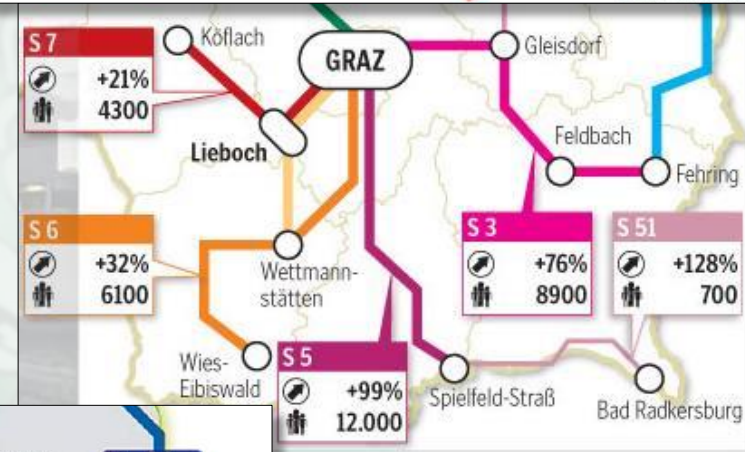 S 7
+21%
4300
Köflach
GRAZ
Gleisdorf
Lieboch
Feldbach
Fehring
S 6
+32%
6100
Wettmann-
stätten
S 3
+76%
8900
S 51
+128%
700
Wies-
Eibiswald
S 5
+99%
12.000
Spielfeld-Straß
Bad Radkersburg